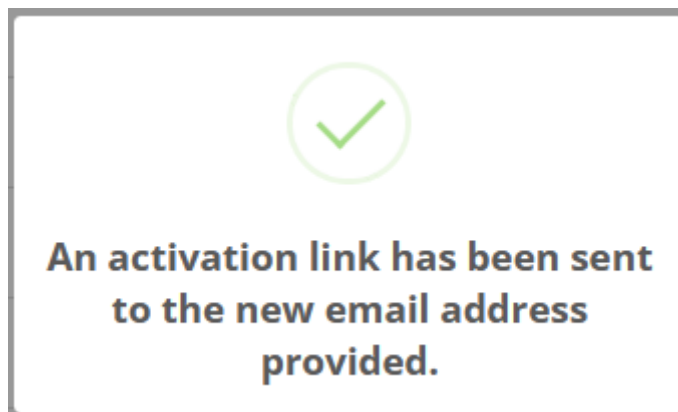 An activation link has been sent
to the new email address
provided.